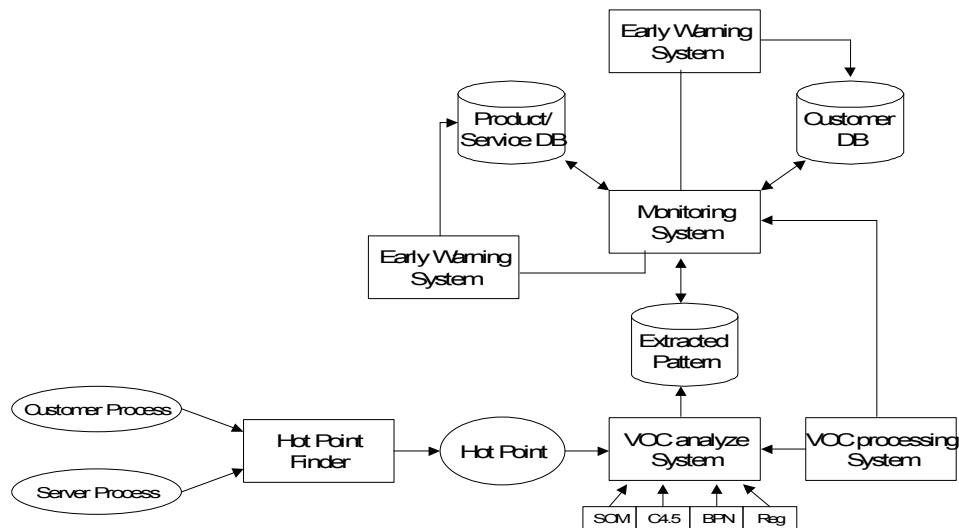 Early Warning
System
Product/
Service DB
Customer
DB
Monitoring
System
Early Warning
System
Extracted
Pattern
Customer Process
Server Process
Hot Point
Finder
Hot Point
VOC analyze
System
VOC processing
System
SOM
C4.5
BPN
Reg